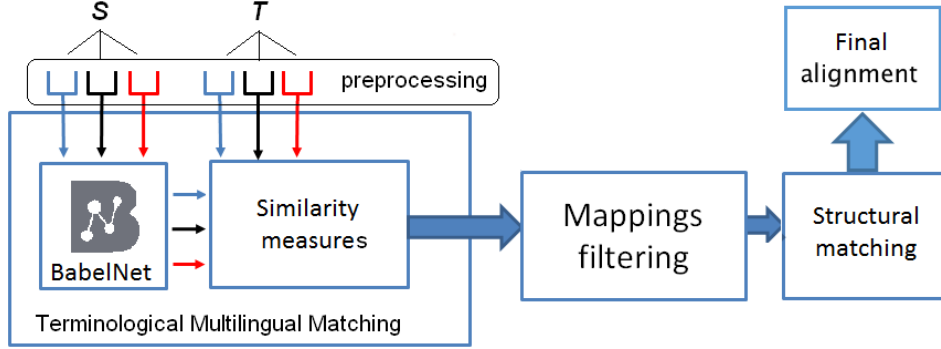 S T
preprocessing
BabelNet
Similarity
measures
Terminological Multilingual Matching
Mappings
filtering
Structural
matching
Final
alignment